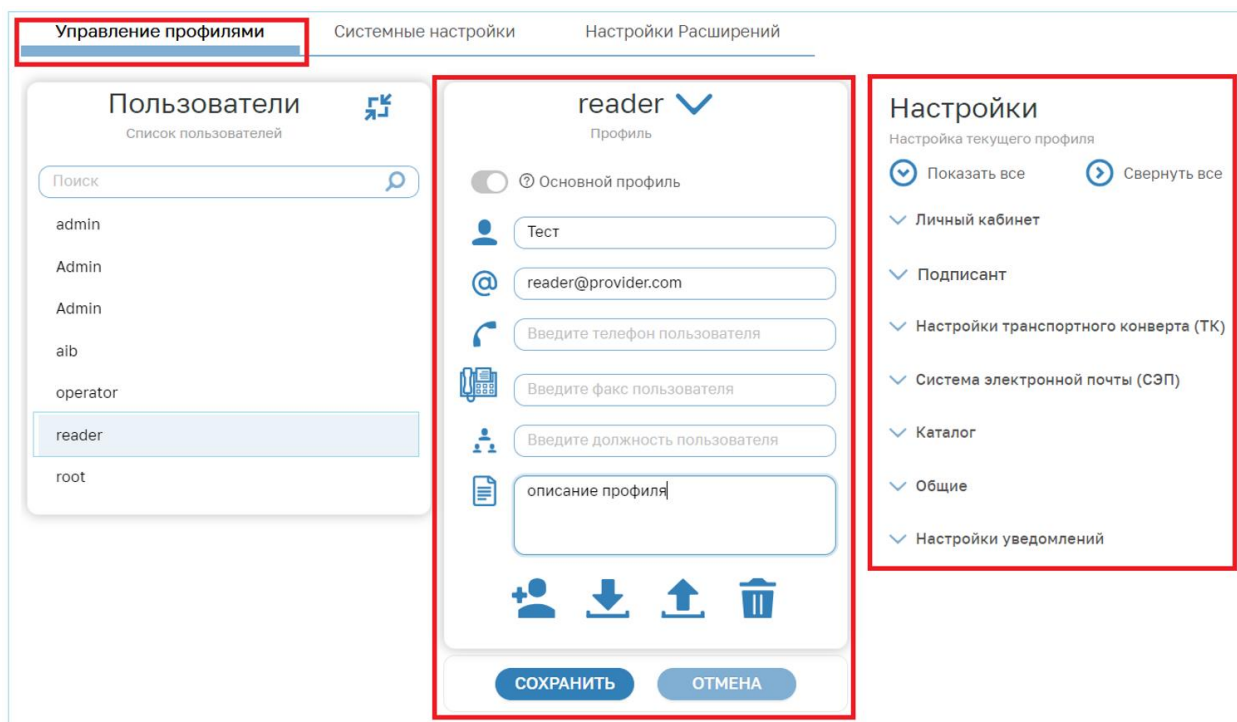 Управление профилями
Системные настройки
Настройки Расширений
Пользователи
Список пользователей
Поиск
admin
Admin
Admin
aib
operator
reader
root
reader
Профиль
Основной профиль
Тест
@
reader@provider.com
Введите телефон пользователя
Введите факс пользователя
Введите должность пользователя
описание профиля
СОХРАНИТЬ
ОТМЕНА
Настройки
Настройка текущего профиля
Показать все
Свернуть все
Личный кабинет
Подписант
Настройки транспортного конверта (ТК)
Система электронной почты (СЭП)
Каталог
Общие
Настройки уведомлений